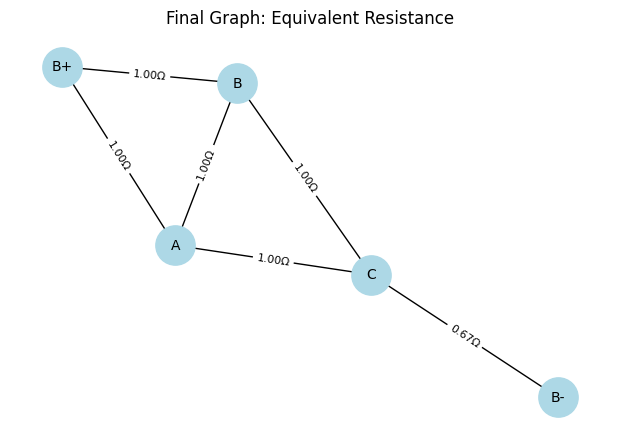 Final Graph: Equivalent Resistance
B+
1.00Ω
B
1.00Ω
1.00Ω
1.00Ω
A
1.00Ω
C
0.67Ω
B-